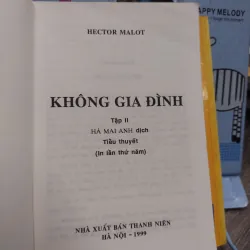 HAPPY MELODY
HECTOR MALOT
KHÔNG GIA ĐÌNH
Tập II
HÀ MAI ANH dịch
Tiểu thuyết
(In lần thứ năm)
NHÀ XUẤT BẢN THANH NIÊN
HÀ NỘI - 1999